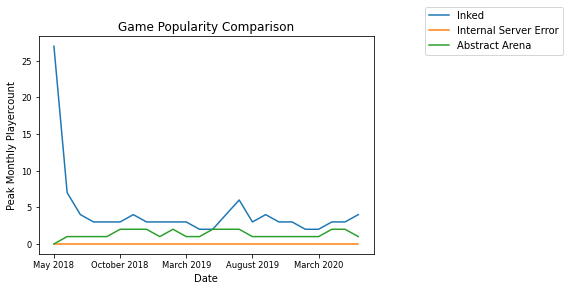 Game Popularity Comparison
Inked
Internal Server Error
Abstract Arena
Peak Monthly Playercount
25
20
15
10
5
0
May 2018
October 2018
March 2019
August 2019
March 2020
Date